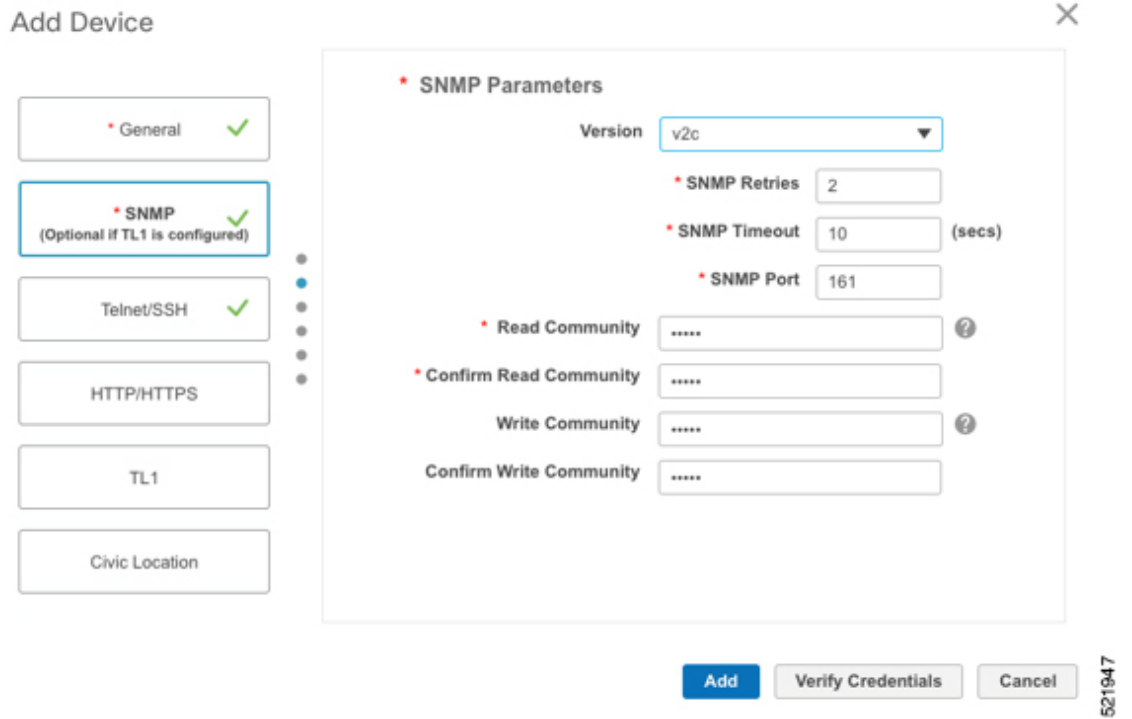 Add Device
* General
* SNMP
(Optional if TL1 is configured)
Telnet/SSH
HTTP/HTTPS
TL1
Civic Location
* SNMP Parameters
Version v2c
* SNMP Retries 2
* SNMP Timeout 10 (secs)
* SNMP Port 161
* Read Community ••••• ?
* Confirm Read Community •••••
Write Community ••••• ?
Confirm Write Community •••••
Add Verify Credentials Cancel
521947